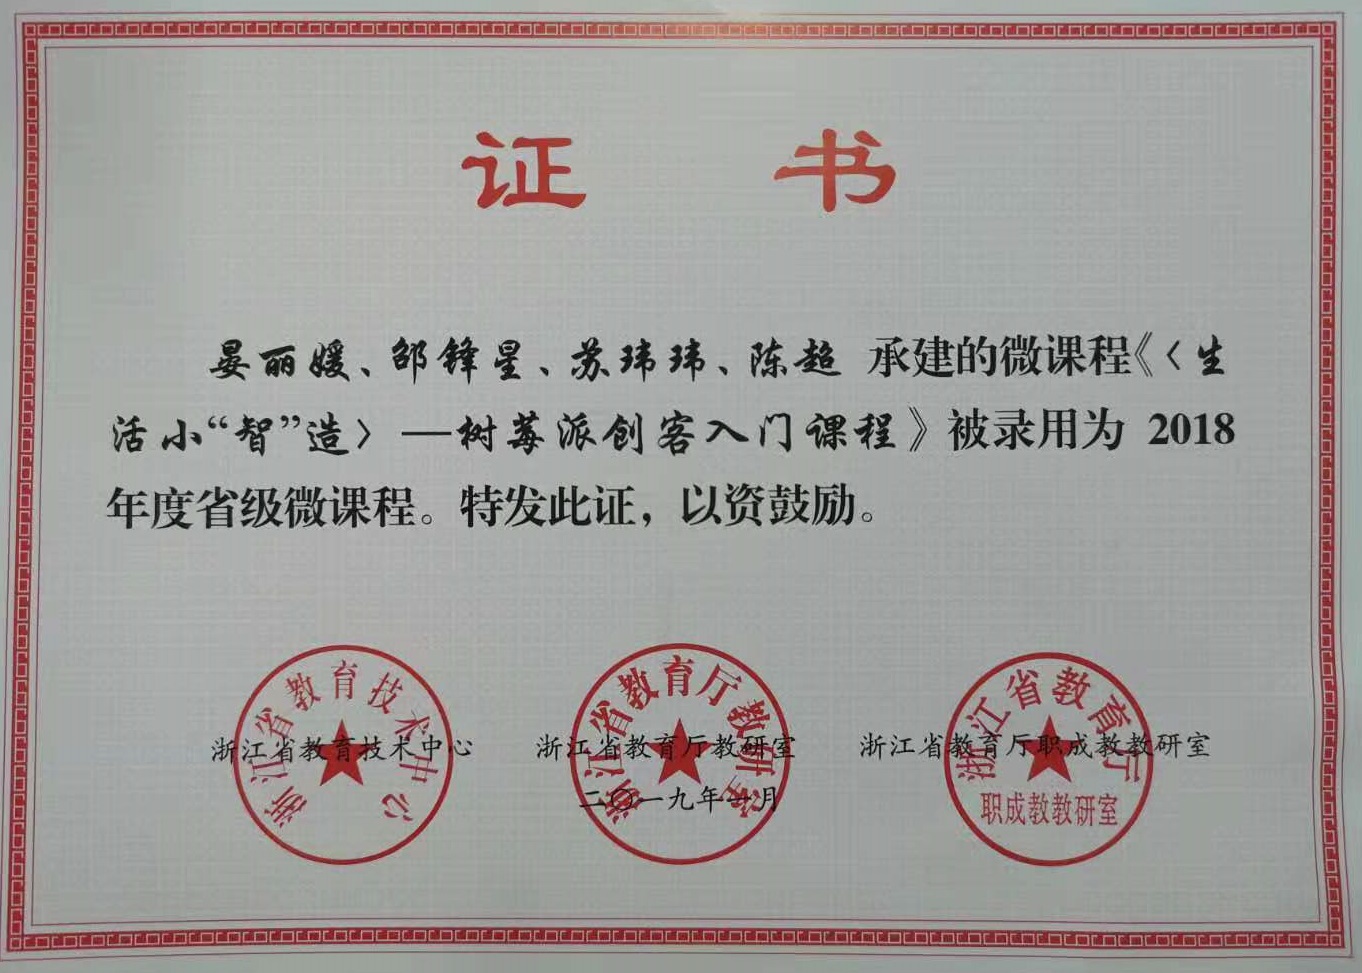 证 书
晏丽媛、邵锋星、苏玮玮、陈超 承建的微课程《〈生
活小“智”造〉—树莓派创客入门课程》被录用为 2018
年度省级微课程。特发此证，以资鼓励。
浙江省教育技术中心
浙江省教育厅教研室
浙江省教育厅职成教教研室
二〇一九年一月
浙江省教育技术中心
浙江省教育厅教研室
浙江省教育厅
职成教教研室